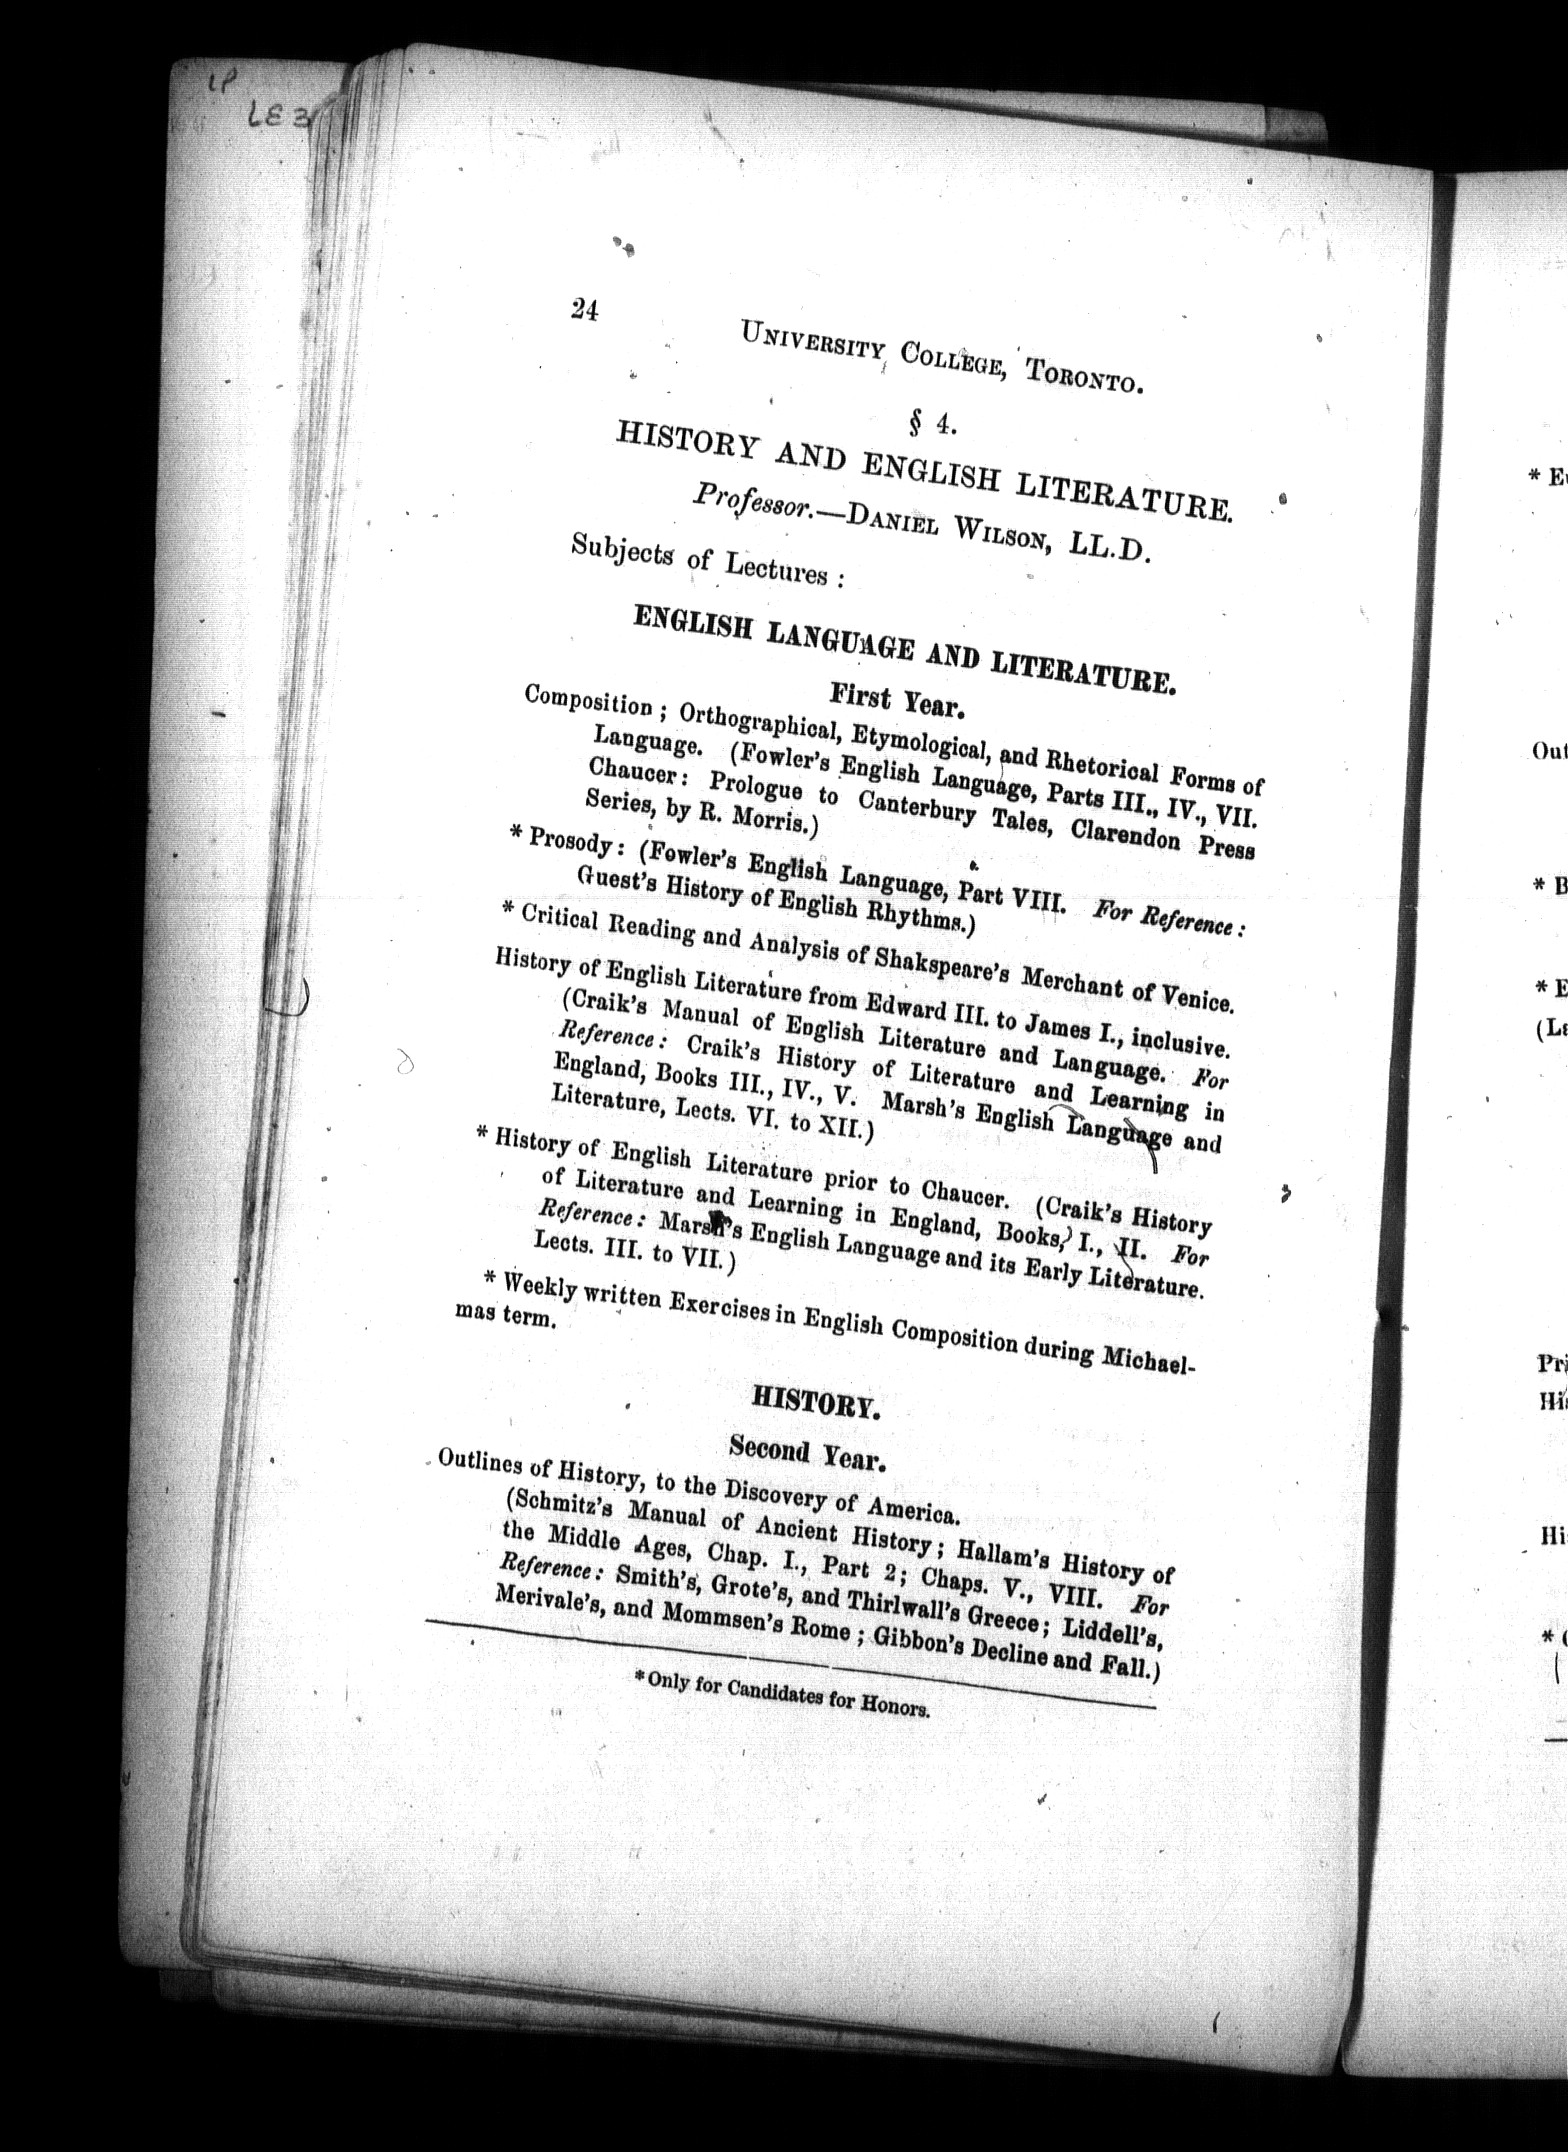 24
UNIVERSITY COLLEGE, TORONTO.
§ 4.
HISTORY AND ENGLISH LITERATURE.
Professor.—DANIEL WILSON, LL.D.
Subjects of Lectures :
ENGLISH LANGUAGE AND LITERATURE.
First Year.
Composition ; Orthographical, Etymological, and Rhetorical Forms of
Language. (Fowler's English Language, Parts III., IV., VII.
Chaucer: Prologue to Canterbury Tales, Clarendon Press
Series, by R. Morris.)
* Prosody: (Fowler's English Language, Part VIII. For Reference:
Guest's History of English Rhythms.)
* Critical Reading and Analysis of Shakspeare's Merchant of Venice.
History of English Literature from Edward III. to James I., inclusive.
(Craik's Manual of English Literature and Language. For
Reference: Craik's History of Literature and Learning in
England, Books III., IV., V. Marsh's English Language and
Literature, Lects. VI. to XII.)
* History of English Literature prior to Chaucer. (Craik's History
of Literature and Learning in England, Books, I., II. For
Reference: Marsh's English Language and its Early Literature.
Lects. III. to VII.)
* Weekly written Exercises in English Composition during Michael-
mas term.
HISTORY.
Second Year.
Outlines of History, to the Discovery of America.
(Schmitz's Manual of Ancient History; Hallam's History of
the Middle Ages, Chap. I., Part 2; Chaps. V., VIII. For
Reference: Smith's, Grote's, and Thirlwall's Greece; Liddell's,
Merivale's, and Mommsen's Rome ; Gibbon's Decline and Fall.)
* Only for Candidates for Honors.